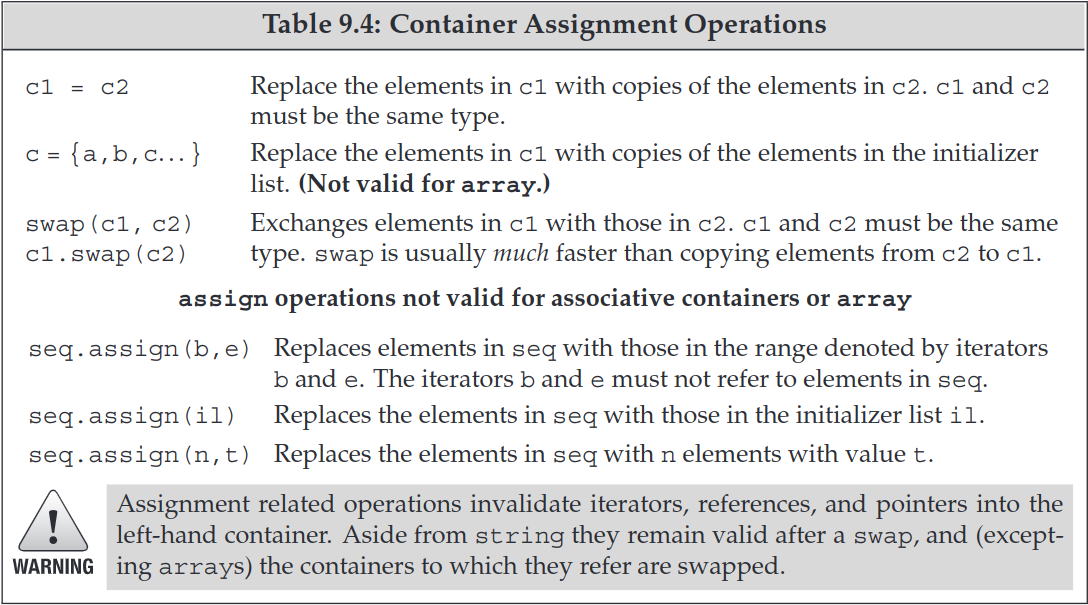 Table 9.4: Container Assignment Operations
c1 = c2 Replace the elements in c1 with copies of the elements in c2. c1 and c2
must be the same type.
c = {a,b,c...} Replace the elements in c1 with copies of the elements in the initializer
list. (Not valid for array.)
swap(c1, c2) Exchanges elements in c1 with those in c2. c1 and c2 must be the same
c1.swap(c2) type. swap is usually much faster than copying elements from c2 to c1.
assign operations not valid for associative containers or array
seq.assign(b,e) Replaces elements in seq with those in the range denoted by iterators
b and e. The iterators b and e must not refer to elements in seq.
seq.assign(il) Replaces the elements in seq with those in the initializer list il.
seq.assign(n,t) Replaces the elements in seq with n elements with value t.
Assignment related operations invalidate iterators, references, and pointers into the
left-hand container. Aside from string they remain valid after a swap, and (except-
WARNING ing arrays) the containers to which they refer are swapped.